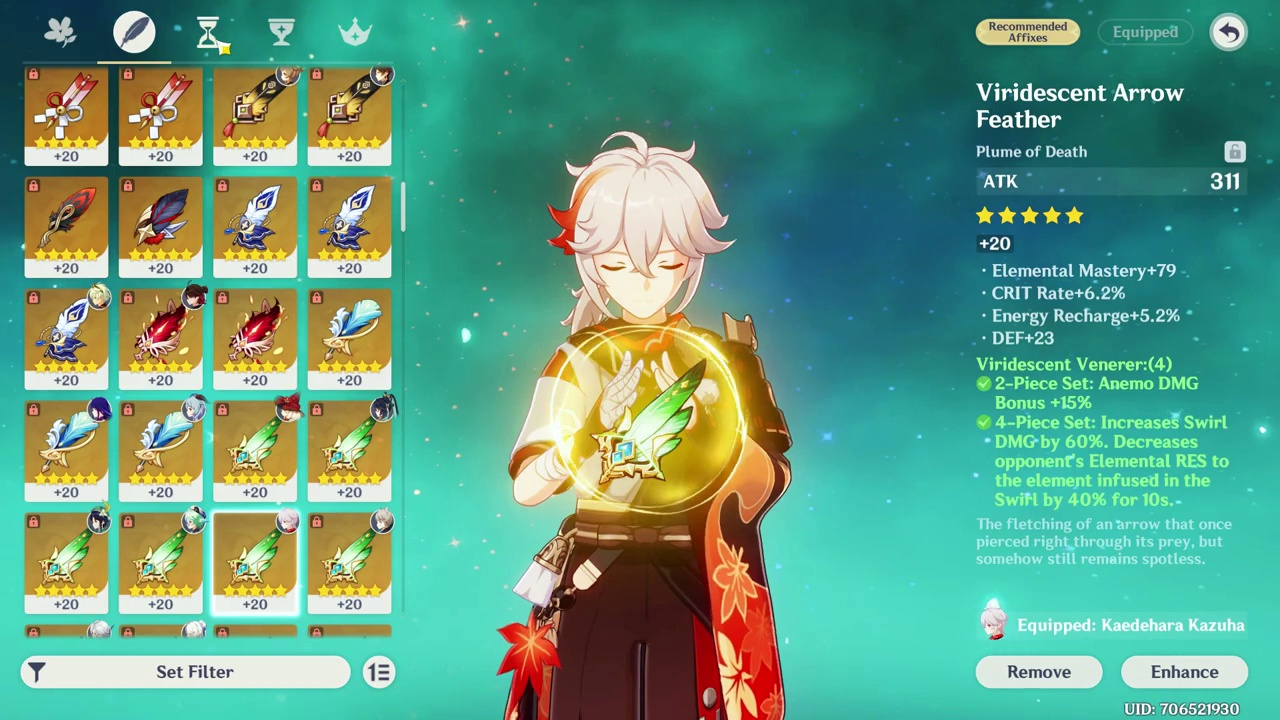 Recommended
Affixes
Equipped
Viridescent Arrow
Feather
Plume of Death
ATK 311
+20
· Elemental Mastery+79
· CRIT Rate+6.2%
· Energy Recharge+5.2%
· DEF+23
Viridescent Venerer:(4)
2-Piece Set: Anemo DMG
Bonus +15%
4-Piece Set: Increases Swirl
DMG by 60%. Decreases
opponent's Elemental RES to
the element infused in the
Swirl by 40% for 10s.
The fletching of an arrow that once
pierced right through its prey, but
somehow still remains spotless.
Equipped: Kaedehara Kazuha
Remove Enhance
UID: 706521930
+20 +20 +20 +20
+20 +20 +20 +20
+20 +20 +20 +20
+20 +20 +20 +20
+20 +20 +20 +20
Set Filter